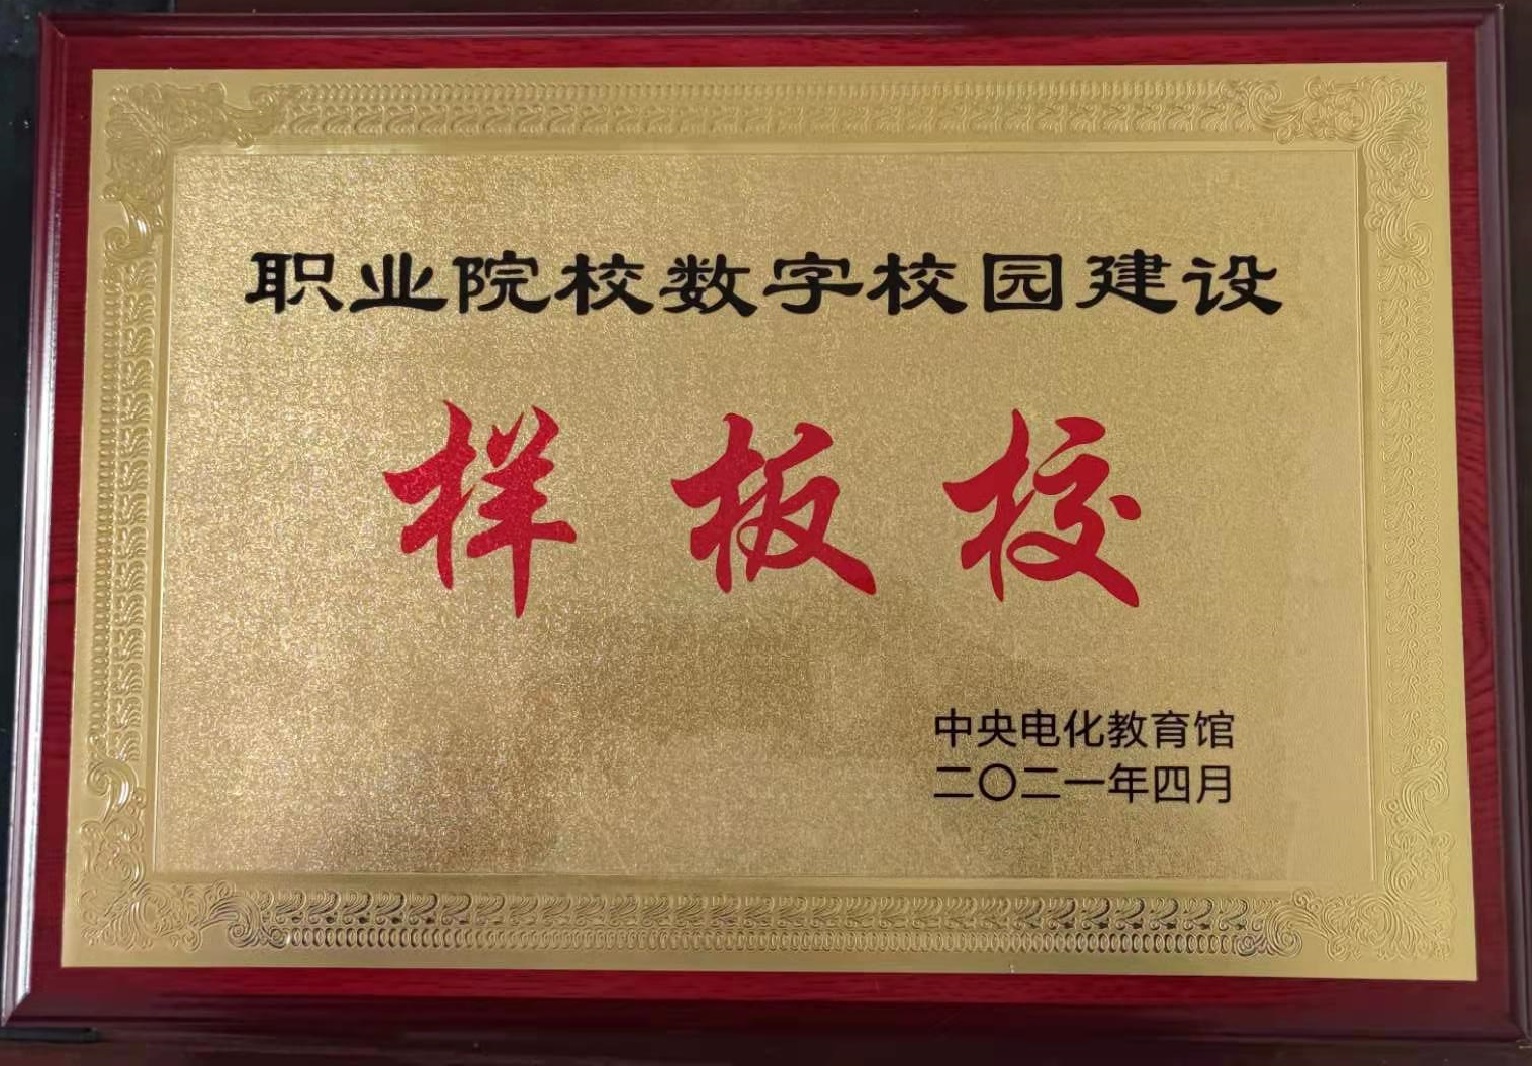 职业院校数字校园建设
样板校
中央电化教育馆
二〇二一年四月